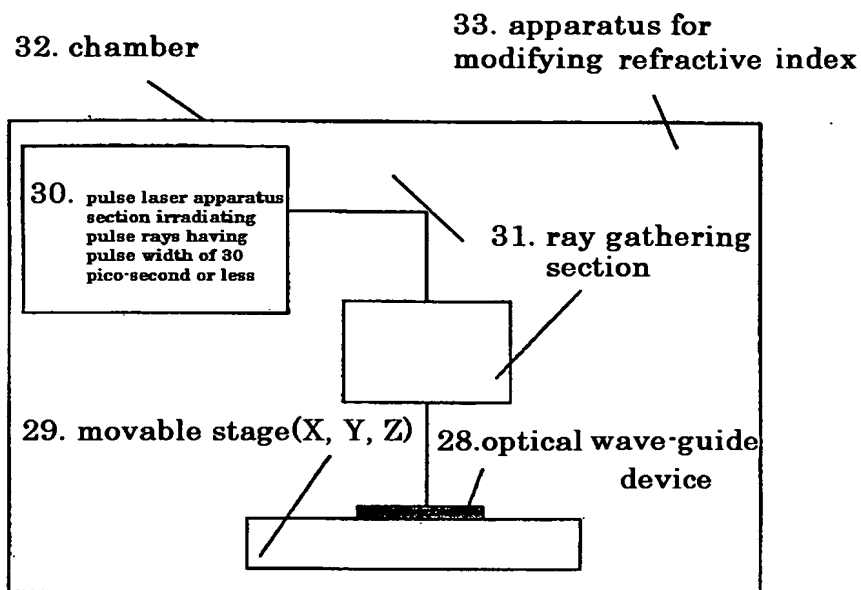 32. chamber
33. apparatus for
modifying refractive index
30. pulse laser apparatus
section irradiating
pulse rays having
pulse width of 30
pico-second or less
31. ray gathering
section
29. movable stage(X, Y, Z)
28.optical wave-guide
device